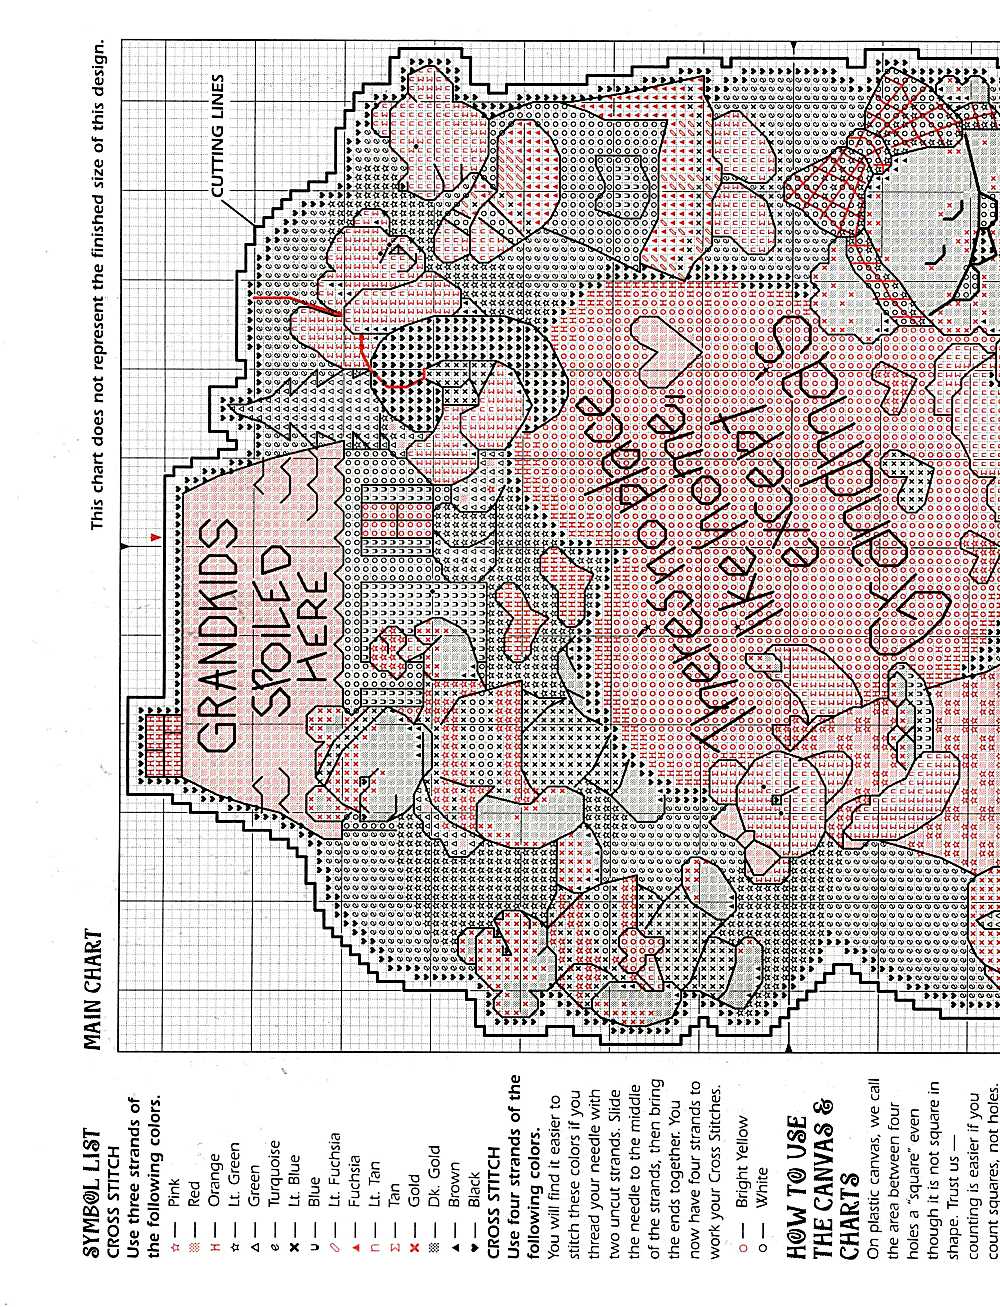 MAIN CHART
This chart does not represent the finished size of this design.
CUTTING LINES
GRANDKIDS
SPOILED
HERE
There's no place
like home
except
Grandma's
SYMBOL LIST
CROSS STITCH
Use three strands of
the following colors.
Pink
Red
Orange
Lt. Green
Green
Turquoise
Lt. Blue
Blue
Lt. Fuchsia
Fuchsia
Lt. Tan
Tan
Gold
Dk. Gold
Brown
Black
CROSS STITCH
Use four strands of the
following colors.
You will find it easier to
stitch these colors if you
thread your needle with
two uncut strands. Slide
the needle to the middle
of the strands, then bring
the ends together. You
now have four strands to
work your Cross Stitches.
Bright Yellow
White
HOW TO USE
THE CANVAS &
CHARTS
On plastic canvas, we call
the area between four
holes a "square" even
though it is not square in
shape. Trust us —
counting is easier if you
count squares, not holes.